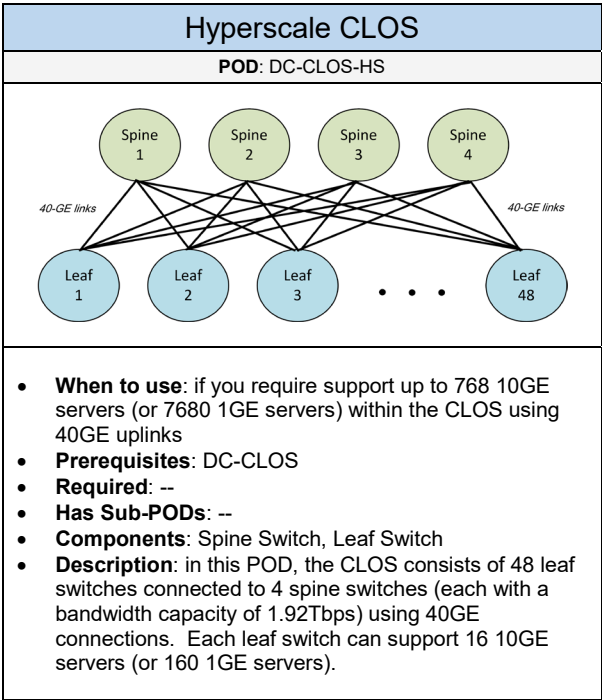 Hyperscale CLOS
POD: DC-CLOS-HS
Spine
1
Spine
2
Spine
3
Spine
4
40-GE links
40-GE links
Leaf
1
Leaf
2
Leaf
3
• • •
Leaf
48
• When to use: if you require support up to 768 10GE
servers (or 7680 1GE servers) within the CLOS using
40GE uplinks
• Prerequisites: DC-CLOS
• Required: --
• Has Sub-PODs: --
• Components: Spine Switch, Leaf Switch
• Description: in this POD, the CLOS consists of 48 leaf
switches connected to 4 spine switches (each with a
bandwidth capacity of 1.92Tbps) using 40GE
connections.  Each leaf switch can support 16 10GE
servers (or 160 1GE servers).